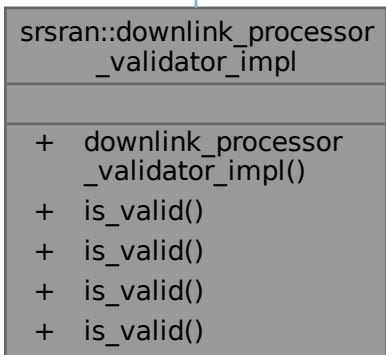 srsran::downlink_processor
_validator_impl
+ downlink_processor
_validator_impl()
+ is_valid()
+ is_valid()
+ is_valid()
+ is_valid()